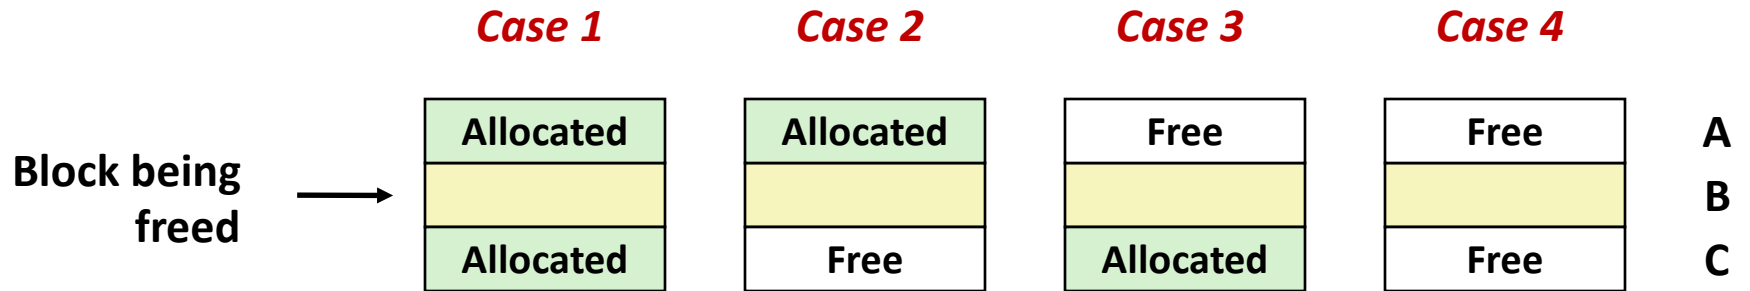 Case 1 Case 2 Case 3 Case 4
Allocated Allocated Free Free A
Block being
freed
B
Allocated Free Allocated Free C